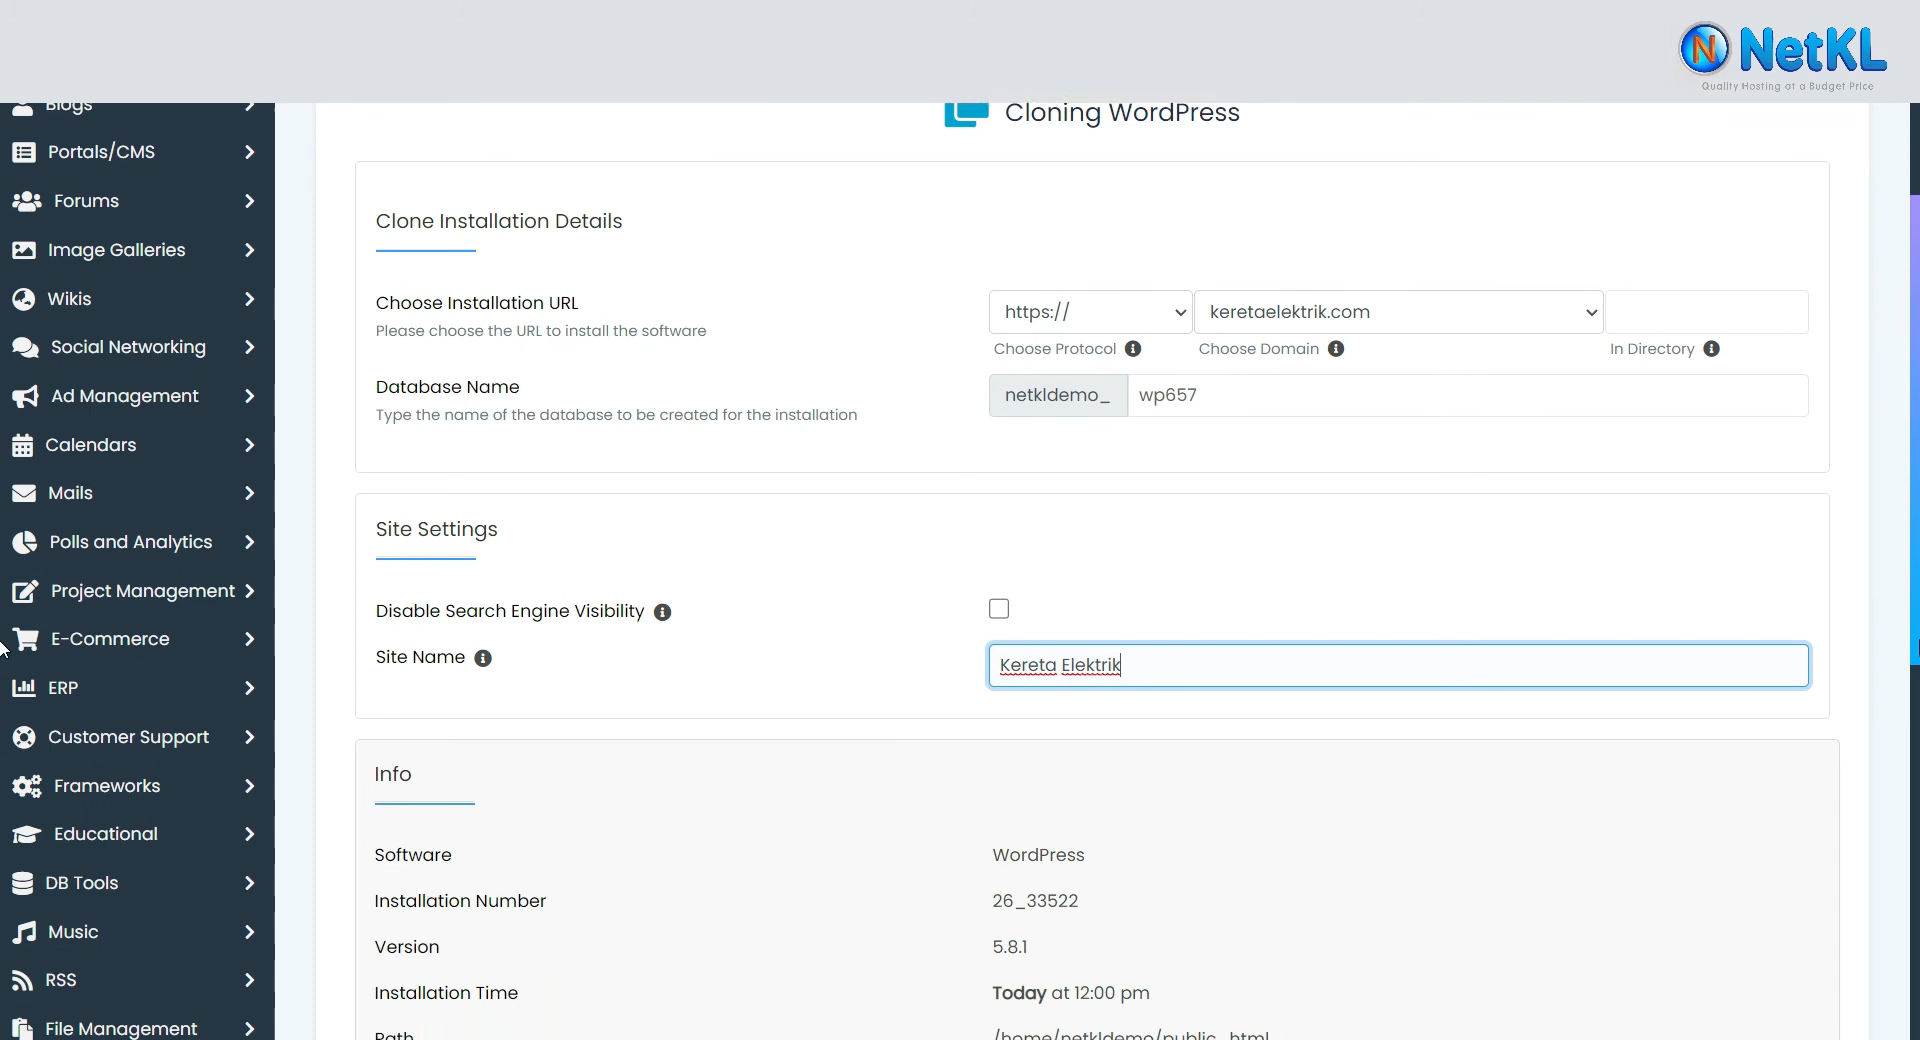 NetKL
Quality Hosting at a Budget Price
Blogs
Portals/CMS
Forums
Image Galleries
Wikis
Social Networking
Ad Management
Calendars
Mails
Polls and Analytics
Project Management
E-Commerce
ERP
Customer Support
Frameworks
Educational
DB Tools
Music
RSS
File Management
Cloning WordPress
Clone Installation Details
Choose Installation URL
Please choose the URL to install the software
https://
keretaelektrik.com
Choose Protocol
Choose Domain
In Directory
Database Name
Type the name of the database to be created for the installation
netkldemo_ wp657
Site Settings
Disable Search Engine Visibility
Site Name
Kereta Elektrik
Info
Software WordPress
Installation Number 26_33522
Version 5.8.1
Installation Time Today at 12:00 pm
Path /home/netkldemo/public_html